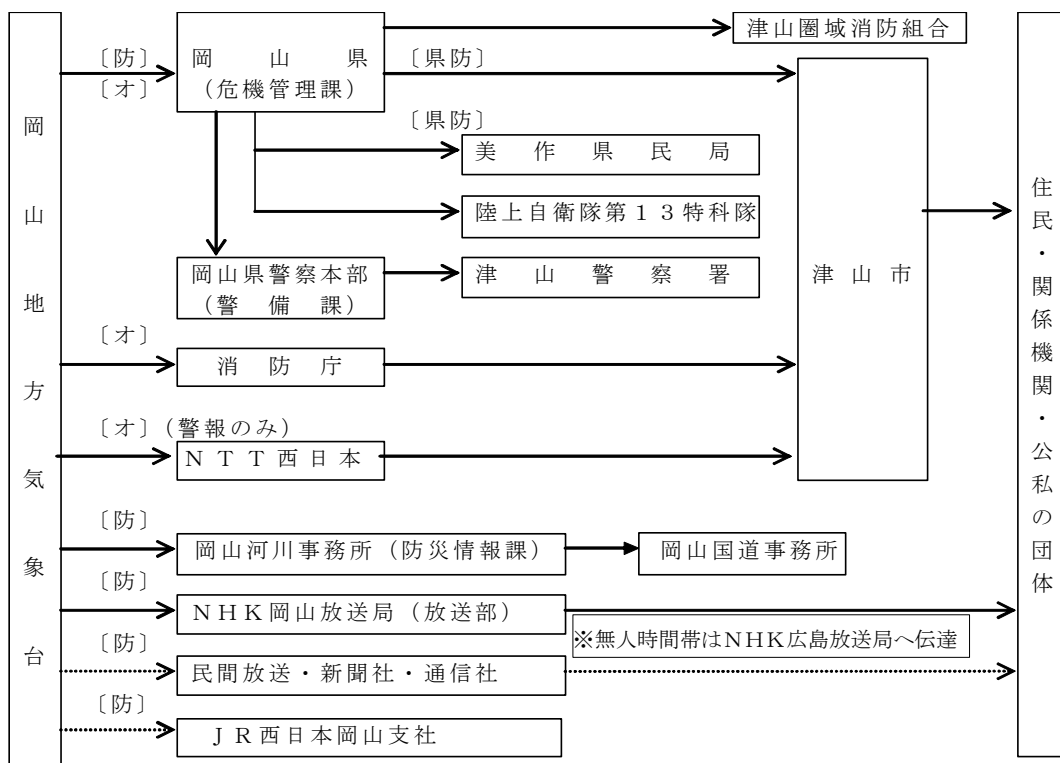 岡山地方気象台
〔防〕
〔オ〕
岡山県
(危機管理課)
津山圏域消防組合
〔県防〕
〔県防〕
美作県民局
陸上自衛隊第13特科隊
岡山県警察本部
(警備課)
津山警察署
津山市
住民・関係機関・公私の団体
〔オ〕
消防庁
〔オ〕(警報のみ)
NTT西日本
〔防〕
岡山河川事務所(防災情報課)
岡山国道事務所
〔防〕
NHK岡山放送局(放送部)
※無人時間帯はNHK広島放送局へ伝達
〔防〕
民間放送・新聞社・通信社
〔防〕
JR西日本岡山支社